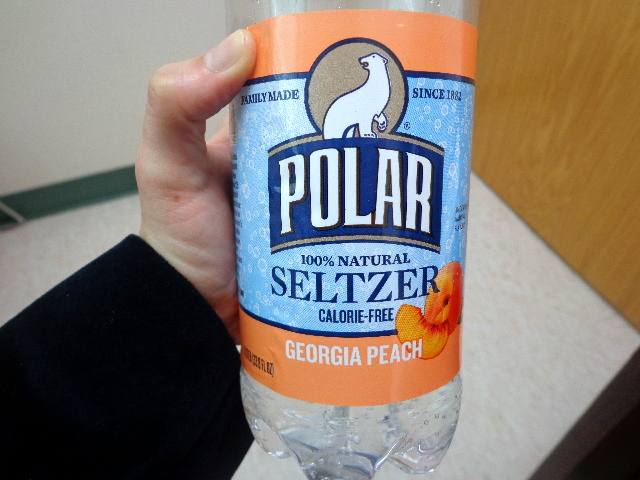 FAMILY MADE SINCE 1882
®
POLAR
100% NATURAL
SELTZER
CALORIE-FREE
GEORGIA PEACH